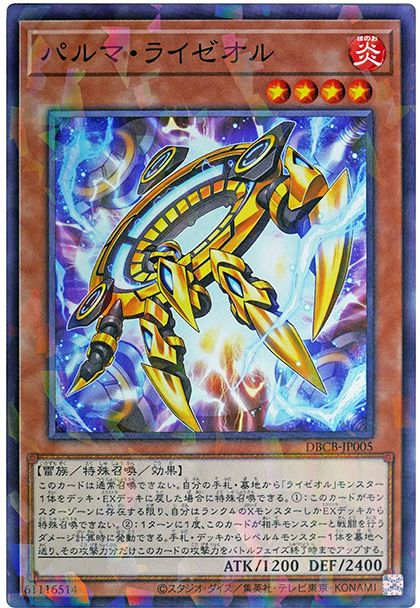 パルマ・ライゼオル
ほのお
炎
DBCB-JP005
【雷族／特殊召喚／効果】
このカードは通常召喚できない。自分の手札・墓地から「ライゼオル」モンスター
1体をデッキ・EXデッキに戻した場合に特殊召喚できる。①：このカードがモン
スターゾーンに存在する限り、自分はランク４のXモンスターしかEXデッキから
特殊召喚できない。②：１ターンに１度、このカードが相手モンスターと戦闘を行う
ダメージ計算時に発動できる。手札・デッキからレベル４モンスター１体を墓地へ
送り、その攻撃力分だけこのカードの攻撃力をバトルフェイズ終了時までアップする。
ATK/1200 DEF/2400
61116514
©スタジオ・ダイス／集英社・テレビ東京・KONAMI